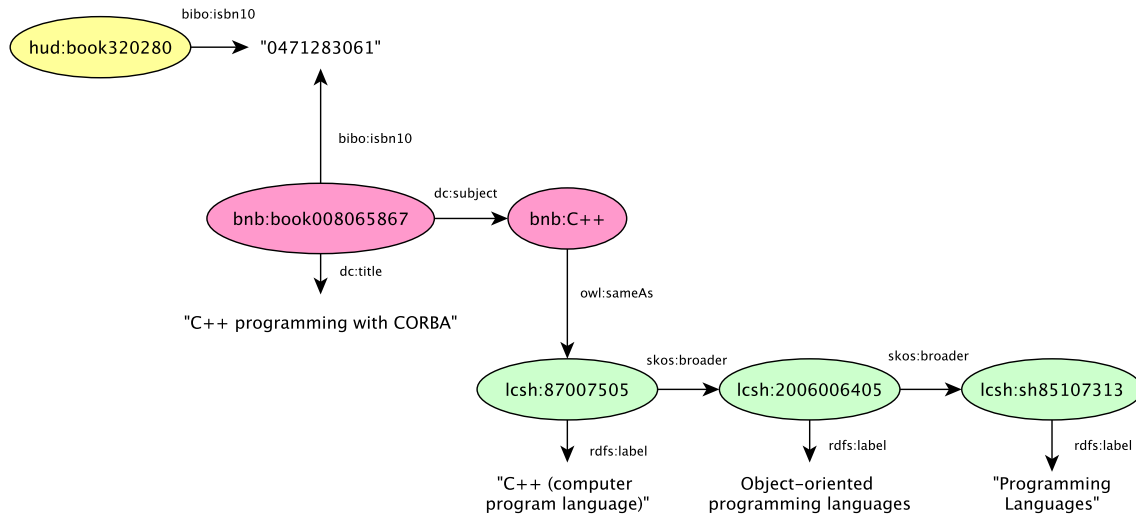 bibo:isbn10
hud:book320280
"0471283061"
bibo:isbn10
dc:subject
bnb:book008065867
bnb:C++
dc:title
owl:sameAs
"C++ programming with CORBA"
skos:broader
skos:broader
lcsh:87007505
lcsh:2006006405
lcsh:sh85107313
rdfs:label
rdfs:label
rdfs:label
"C++ (computer
program language)"
Object-oriented
programming languages
"Programming
Languages"